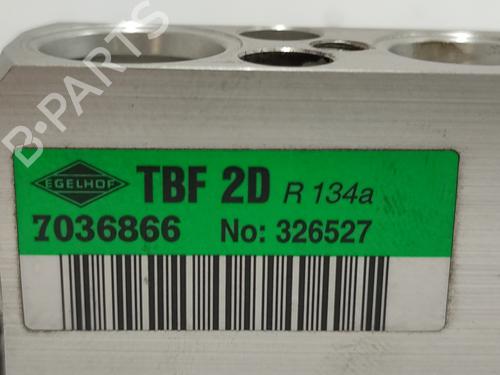 B-PARTS
EGELHOF
TBF 2D R 134a
7036866 No: 326527